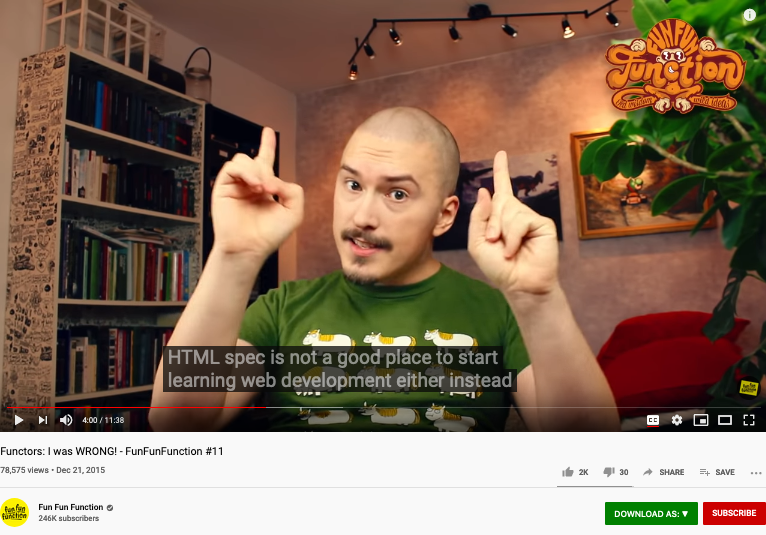 FUN FUN
Function
HTML spec is not a good place to start
learning web development either instead
4:00 / 11:38
CC
Functors: I was WRONG! - FunFunFunction #11
78,575 views • Dec 21, 2015
2K
30
SHARE
SAVE
fun fun
function
Fun Fun Function
246K subscribers
DOWNLOAD AS: ▼
SUBSCRIBE